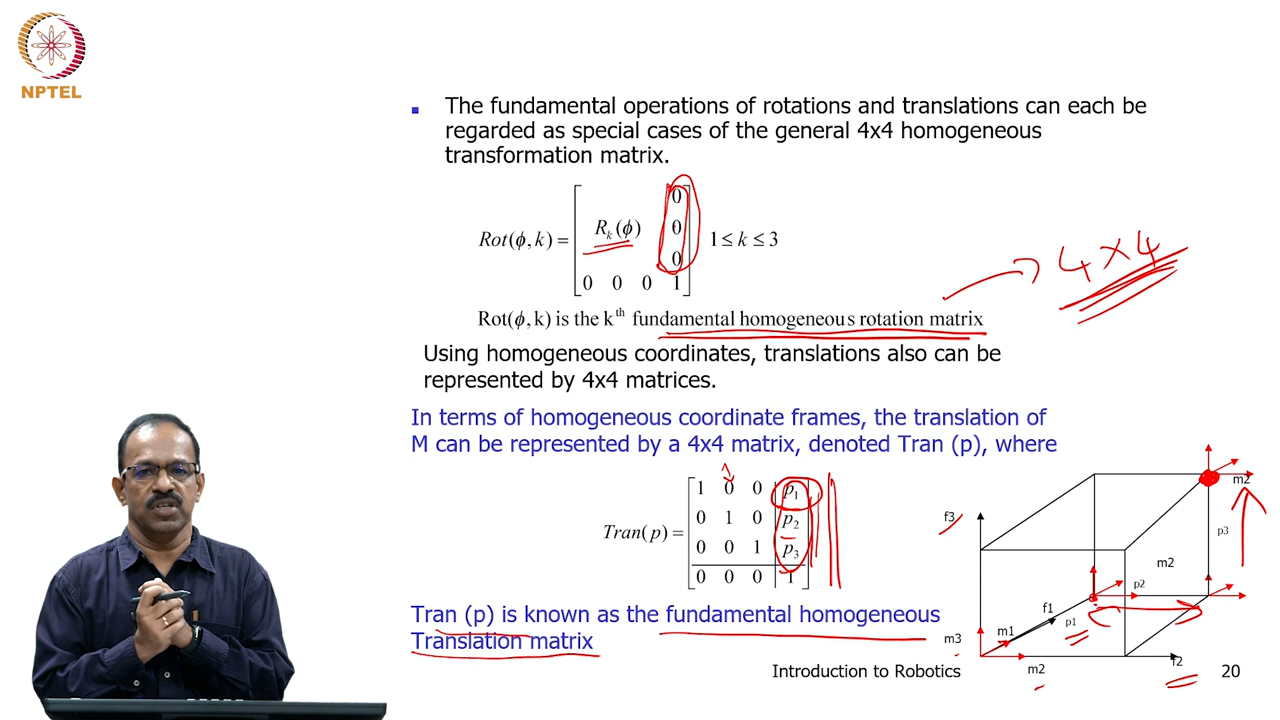 NPTEL
▪ The fundamental operations of rotations and translations can each be
regarded as special cases of the general 4x4 homogeneous
transformation matrix.
0
Rot(ϕ,k) = Rk(ϕ) 0 1 ≤ k ≤ 3
0
0 0 0 1
4×4
Rot(ϕ,k) is the kth fundamental homogeneous rotation matrix
Using homogeneous coordinates, translations also can be
represented by 4x4 matrices.
In terms of homogeneous coordinate frames, the translation of
M can be represented by a 4x4 matrix, denoted Tran (p), where
1 0 0 p1
0 1 0 p2
Tran(p) =
0 0 1 p3
0 0 0 1
Tran (p) is known as the fundamental homogeneous
Translation matrix
m2
f3
p3
m2
p2
f1
p1
m1
m3
f2
m2
Introduction to Robotics 20